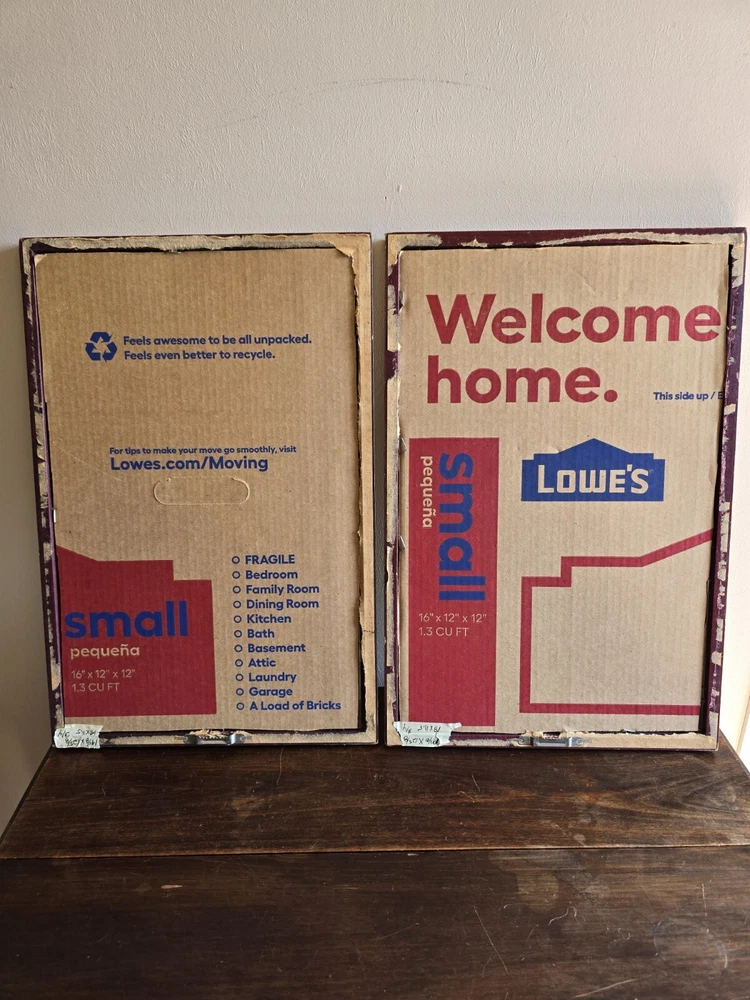 Feels awesome to be all unpacked.
Feels even better to recycle.
For tips to make your move go smoothly, visit
Lowes.com/Moving
FRAGILE
Bedroom
Family Room
Dining Room
Kitchen
Bath
Basement
Attic
Laundry
Garage
A Load of Bricks
small
pequeña
16" x 12" x 12"
1.3 CU FT
Welcome
home.
This side up /
small
pequeña
LOWE'S
16" x 12" x 12"
1.3 CU FT